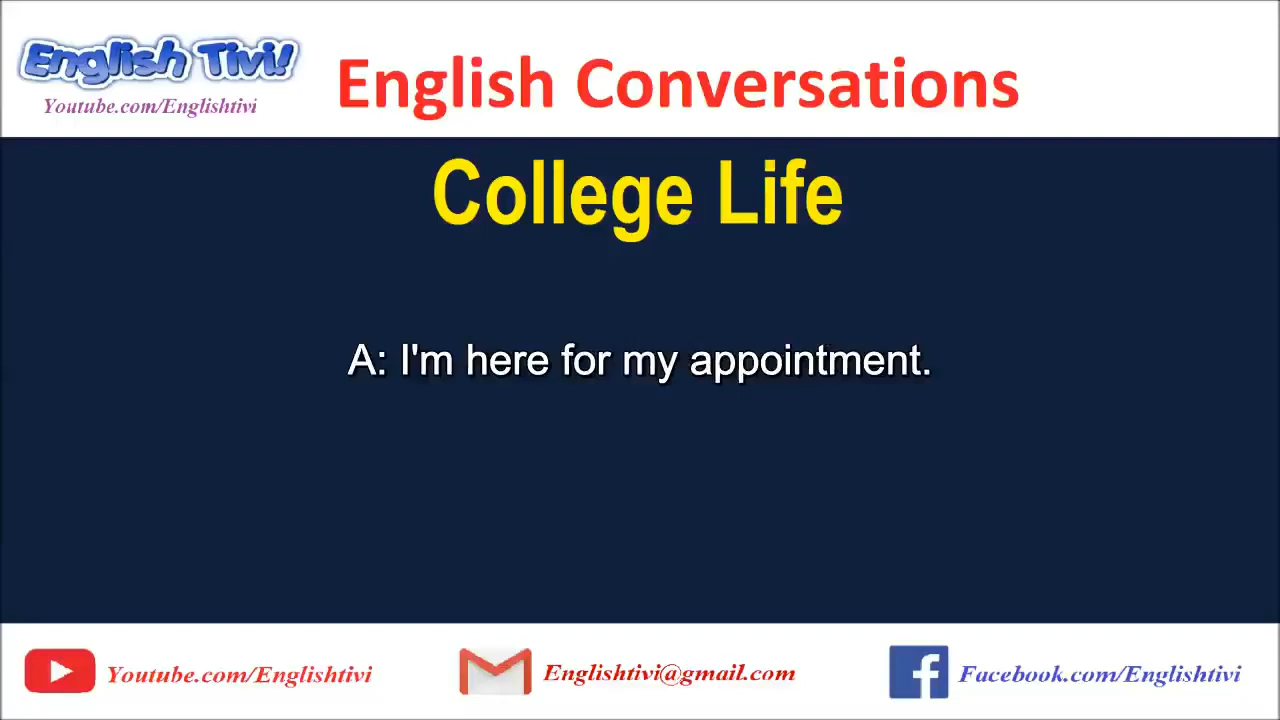 English Tivi!
Youtube.com/Englishtivi
English Conversations
College Life
A: I'm here for my appointment.
Youtube.com/Englishtivi
Englishtivi@gmail.com
Facebook.com/Englishtivi